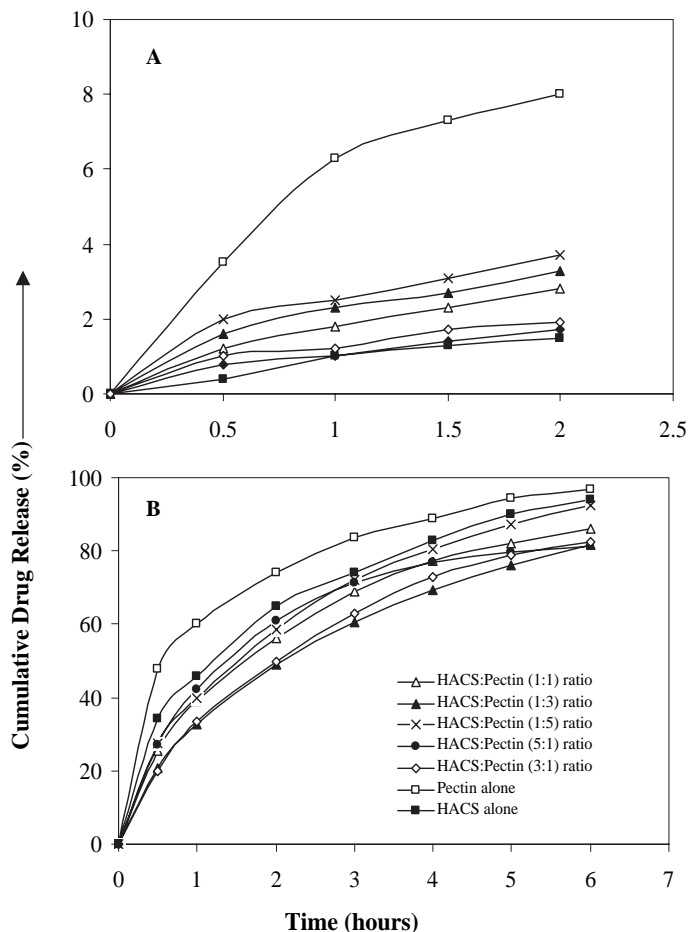 10
A
8
6
4
2
0
0 0.5 1 1.5 2 2.5
Cumulative Drug Release (%)
100
B
80
60
40
20
0
HACS:Pectin (1:1) ratio
HACS:Pectin (1:3) ratio
HACS:Pectin (1:5) ratio
HACS:Pectin (5:1) ratio
HACS:Pectin (3:1) ratio
Pectin alone
HACS alone
0 1 2 3 4 5 6 7
Time (hours)